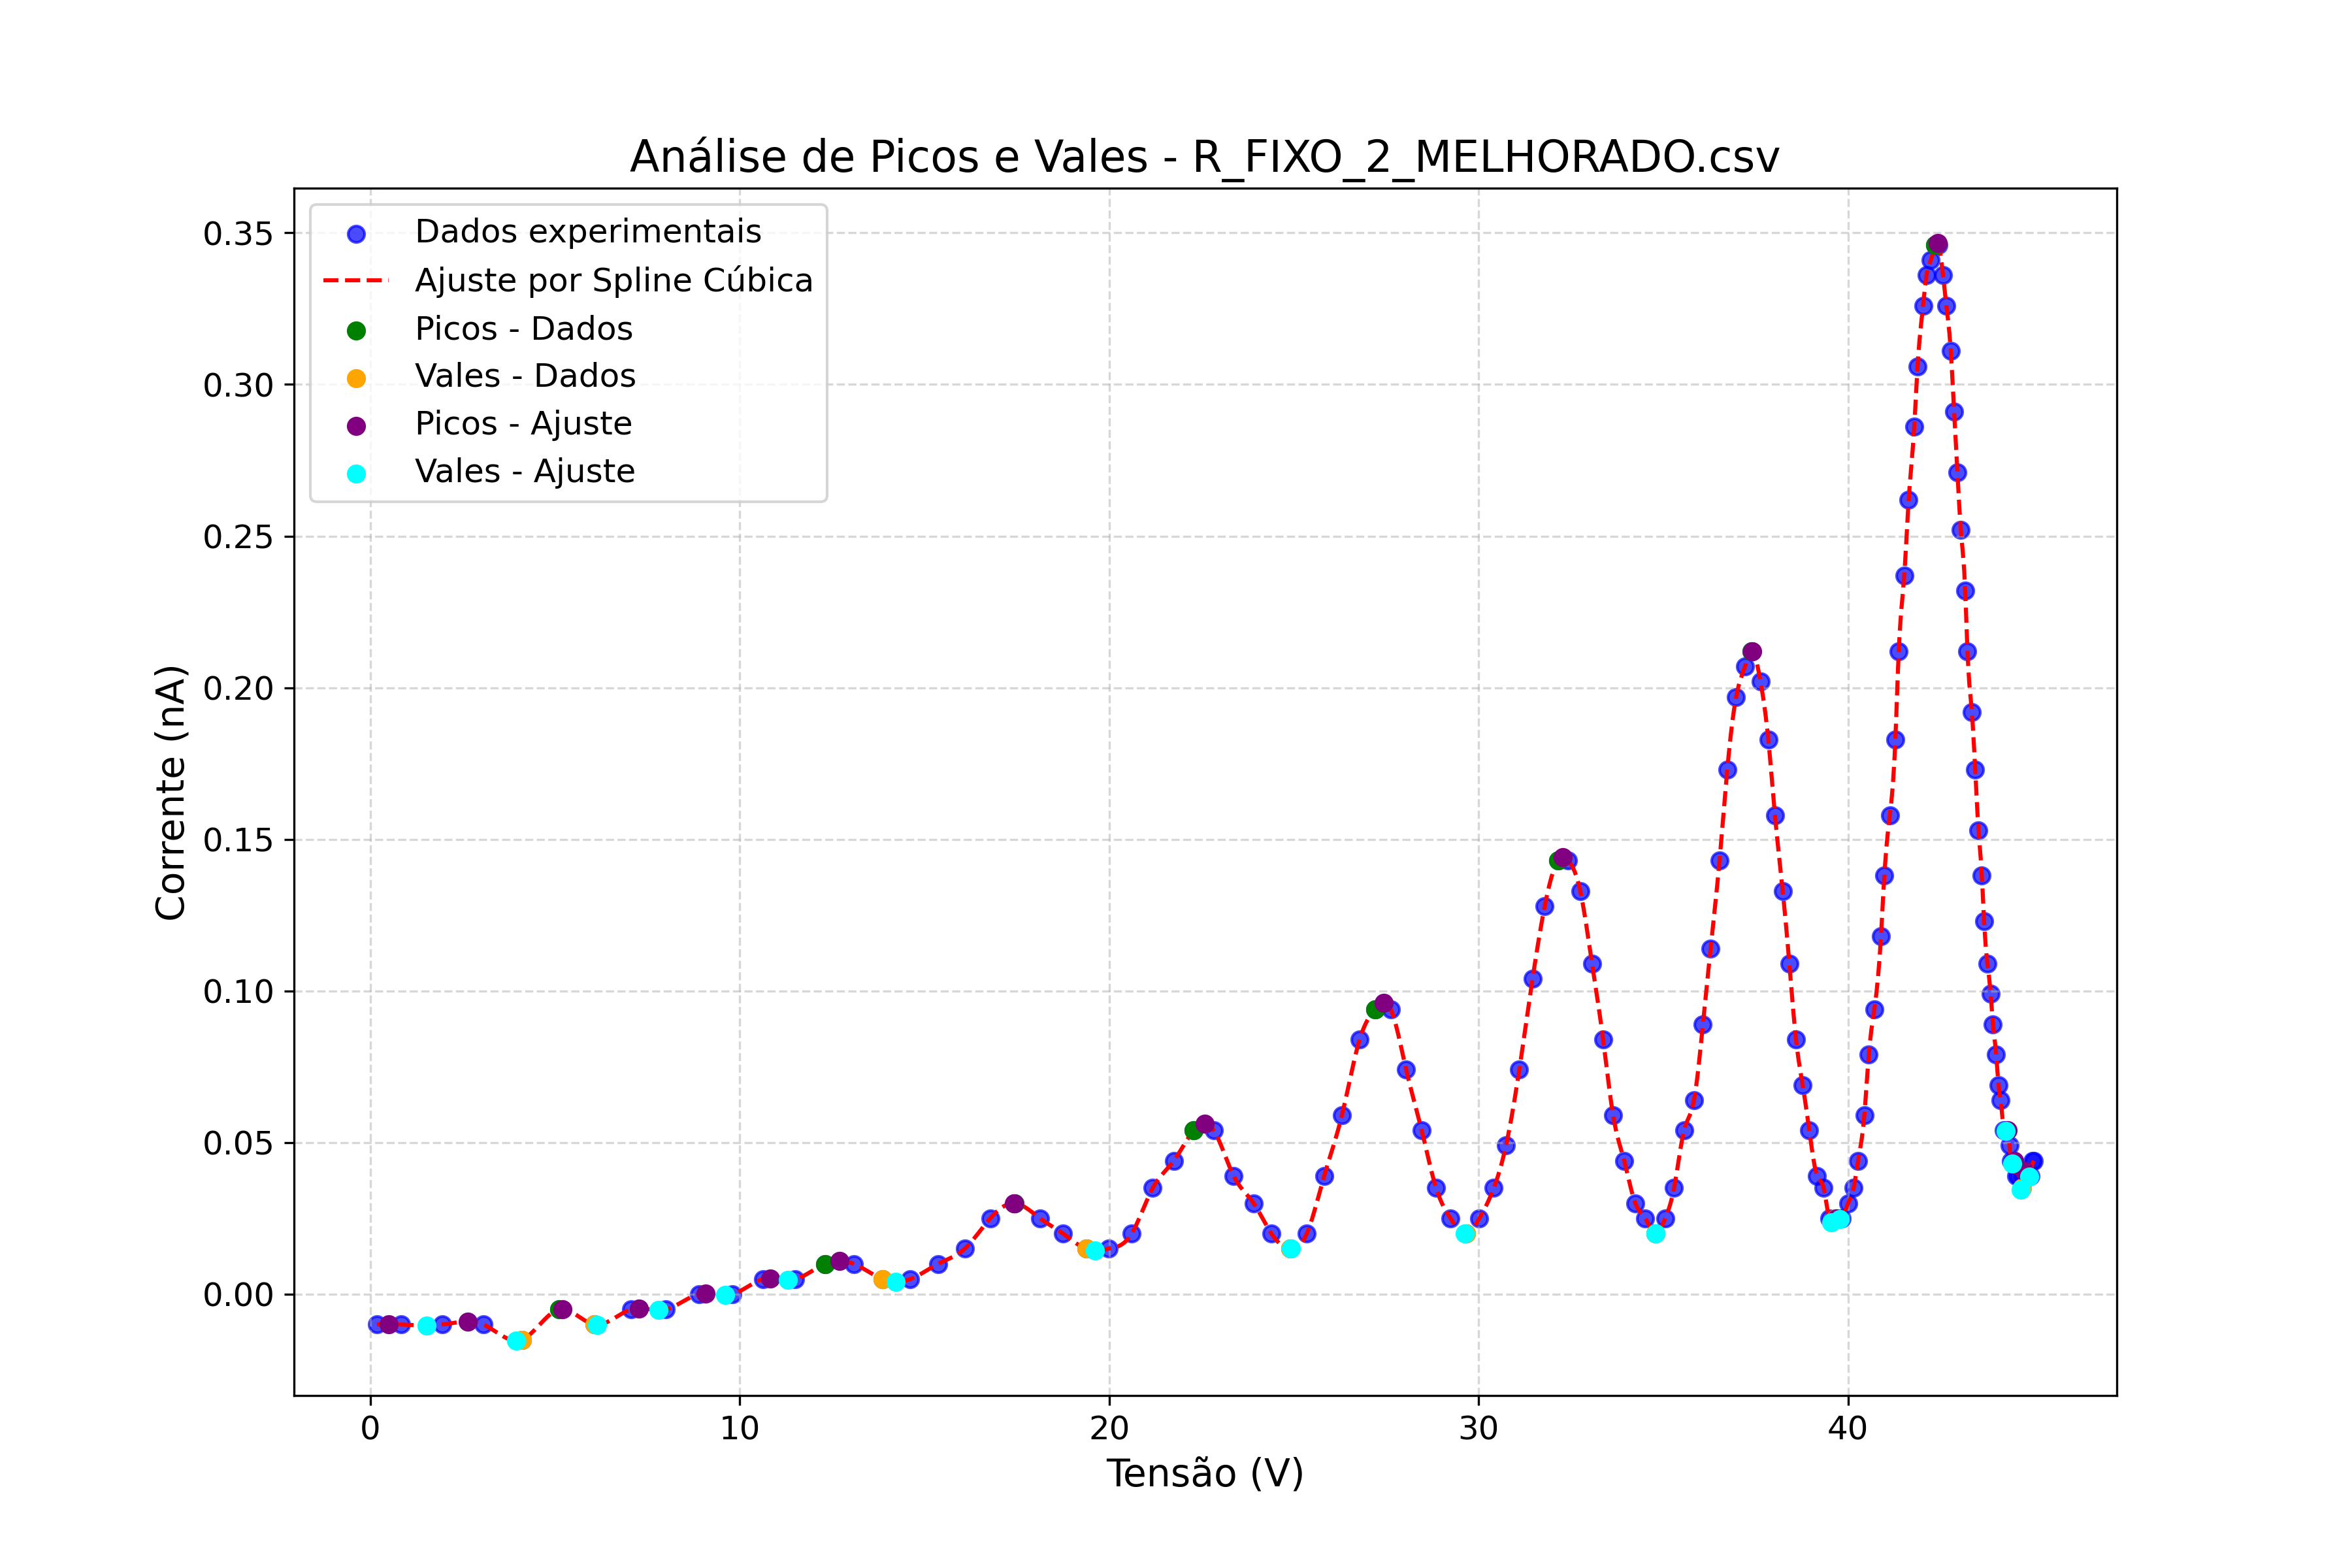 Análise de Picos e Vales - R_FIXO_2_MELHORADO.csv
Dados experimentais
Ajuste por Spline Cúbica
Picos - Dados
Vales - Dados
Picos - Ajuste
Vales - Ajuste
0.35
0.30
0.25
0.20
0.15
0.10
0.05
0.00
Corrente (nA)
0 10 20 30 40
Tensão (V)